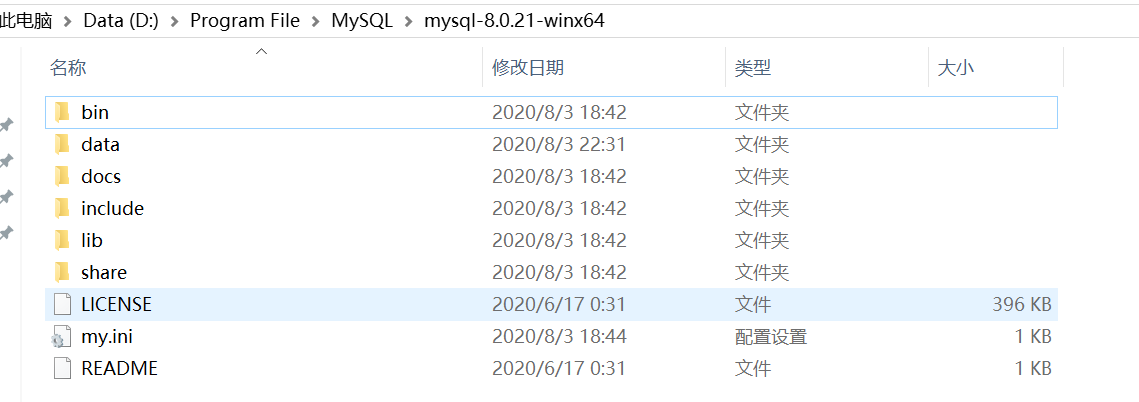 此电脑 > Data (D:) > Program File > MySQL > mysql-8.0.21-winx64
名称 修改日期 类型 大小
bin 2020/8/3 18:42 文件夹
data 2020/8/3 22:31 文件夹
docs 2020/8/3 18:42 文件夹
include 2020/8/3 18:42 文件夹
lib 2020/8/3 18:42 文件夹
share 2020/8/3 18:42 文件夹
LICENSE 2020/6/17 0:31 文件 396 KB
my.ini 2020/8/3 18:44 配置设置 1 KB
README 2020/6/17 0:31 文件 1 KB